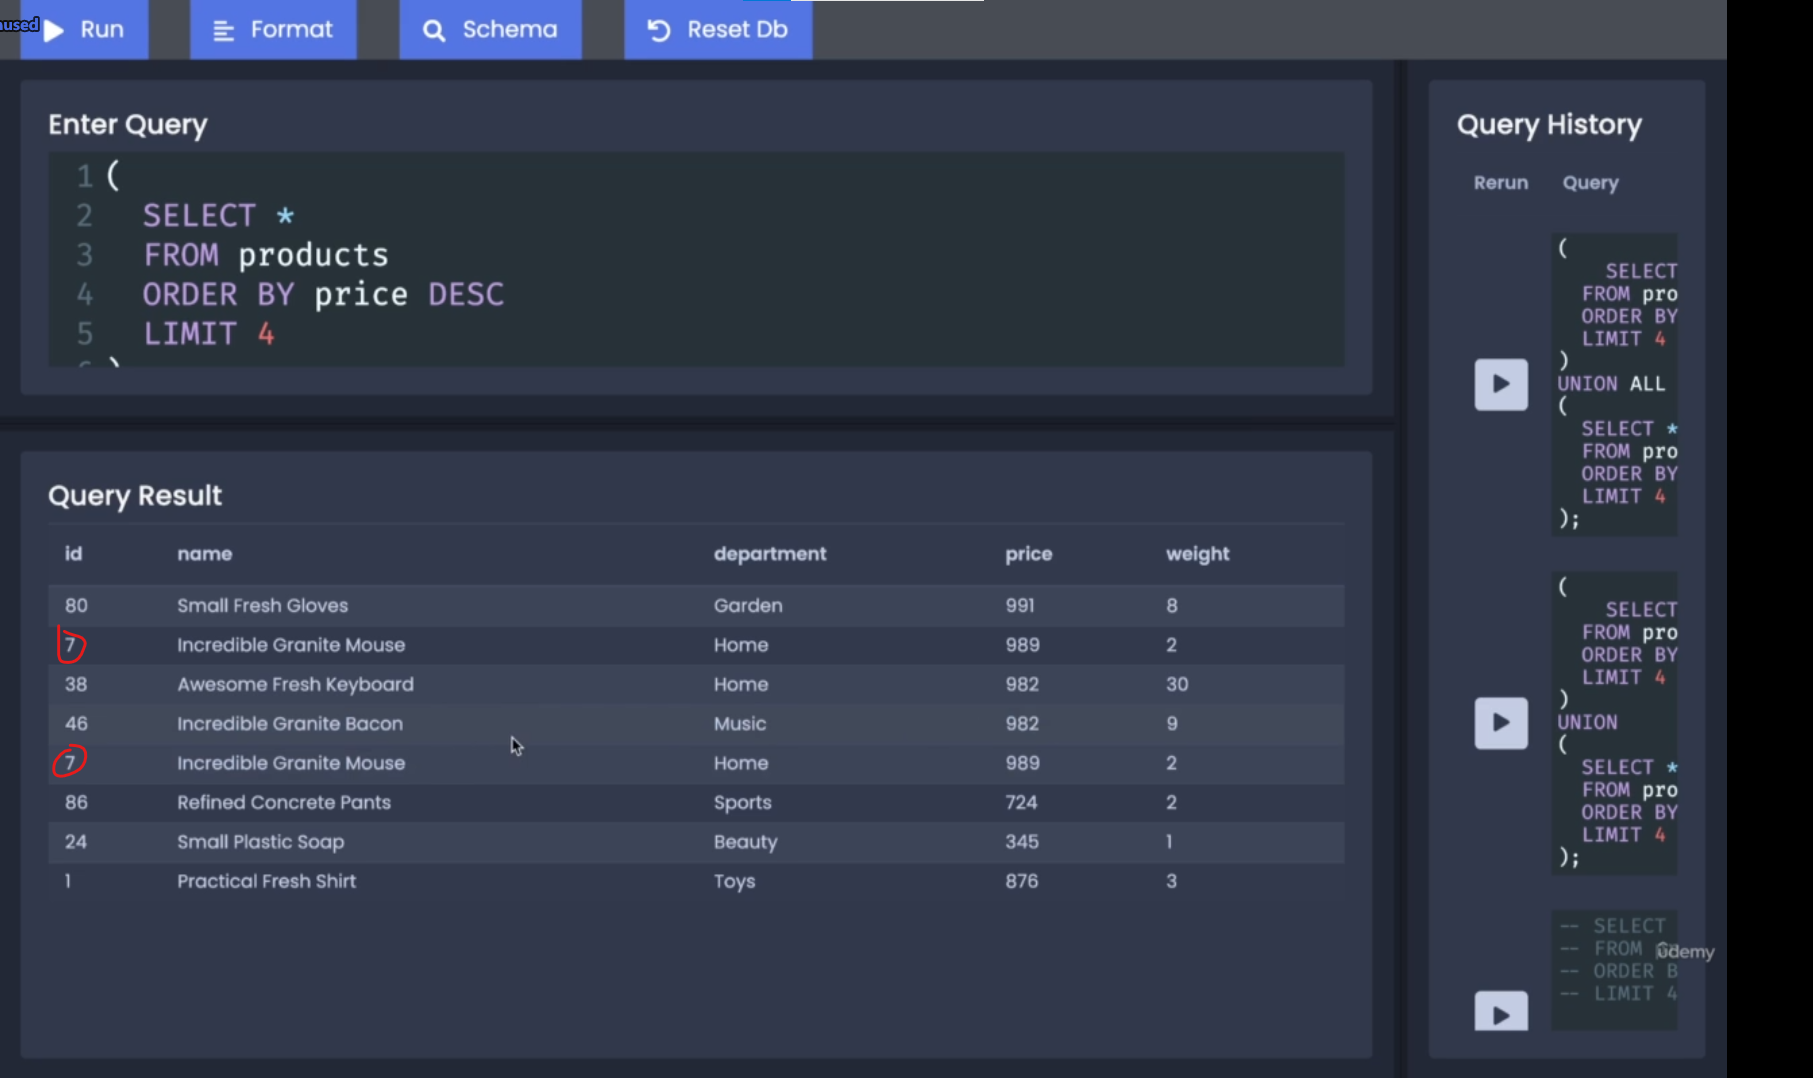 Run
Format
Schema
Reset Db
Enter Query
1 (
2 SELECT *
3 FROM products
4 ORDER BY price DESC
5 LIMIT 4
)
Query Result
id name department price weight
80 Small Fresh Gloves Garden 991 8
7 Incredible Granite Mouse Home 989 2
38 Awesome Fresh Keyboard Home 982 30
46 Incredible Granite Bacon Music 982 9
7 Incredible Granite Mouse Home 989 2
86 Refined Concrete Pants Sports 724 2
24 Small Plastic Soap Beauty 345 1
1 Practical Fresh Shirt Toys 876 3
Query History
Rerun Query
(
SELECT
FROM pro
ORDER BY
LIMIT 4
)
UNION ALL
(
SELECT *
FROM pro
ORDER BY
LIMIT 4
);
(
SELECT
FROM pro
ORDER BY
LIMIT 4
)
UNION
(
SELECT *
FROM pro
ORDER BY
LIMIT 4
);
-- SELECT
-- FROM
-- ORDER B
-- LIMIT 4
ûdemy